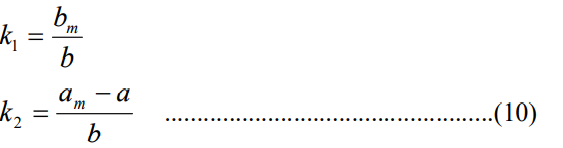 k₁ = bₘ / b
k₂ = (aₘ − a) / b .................................................(10)